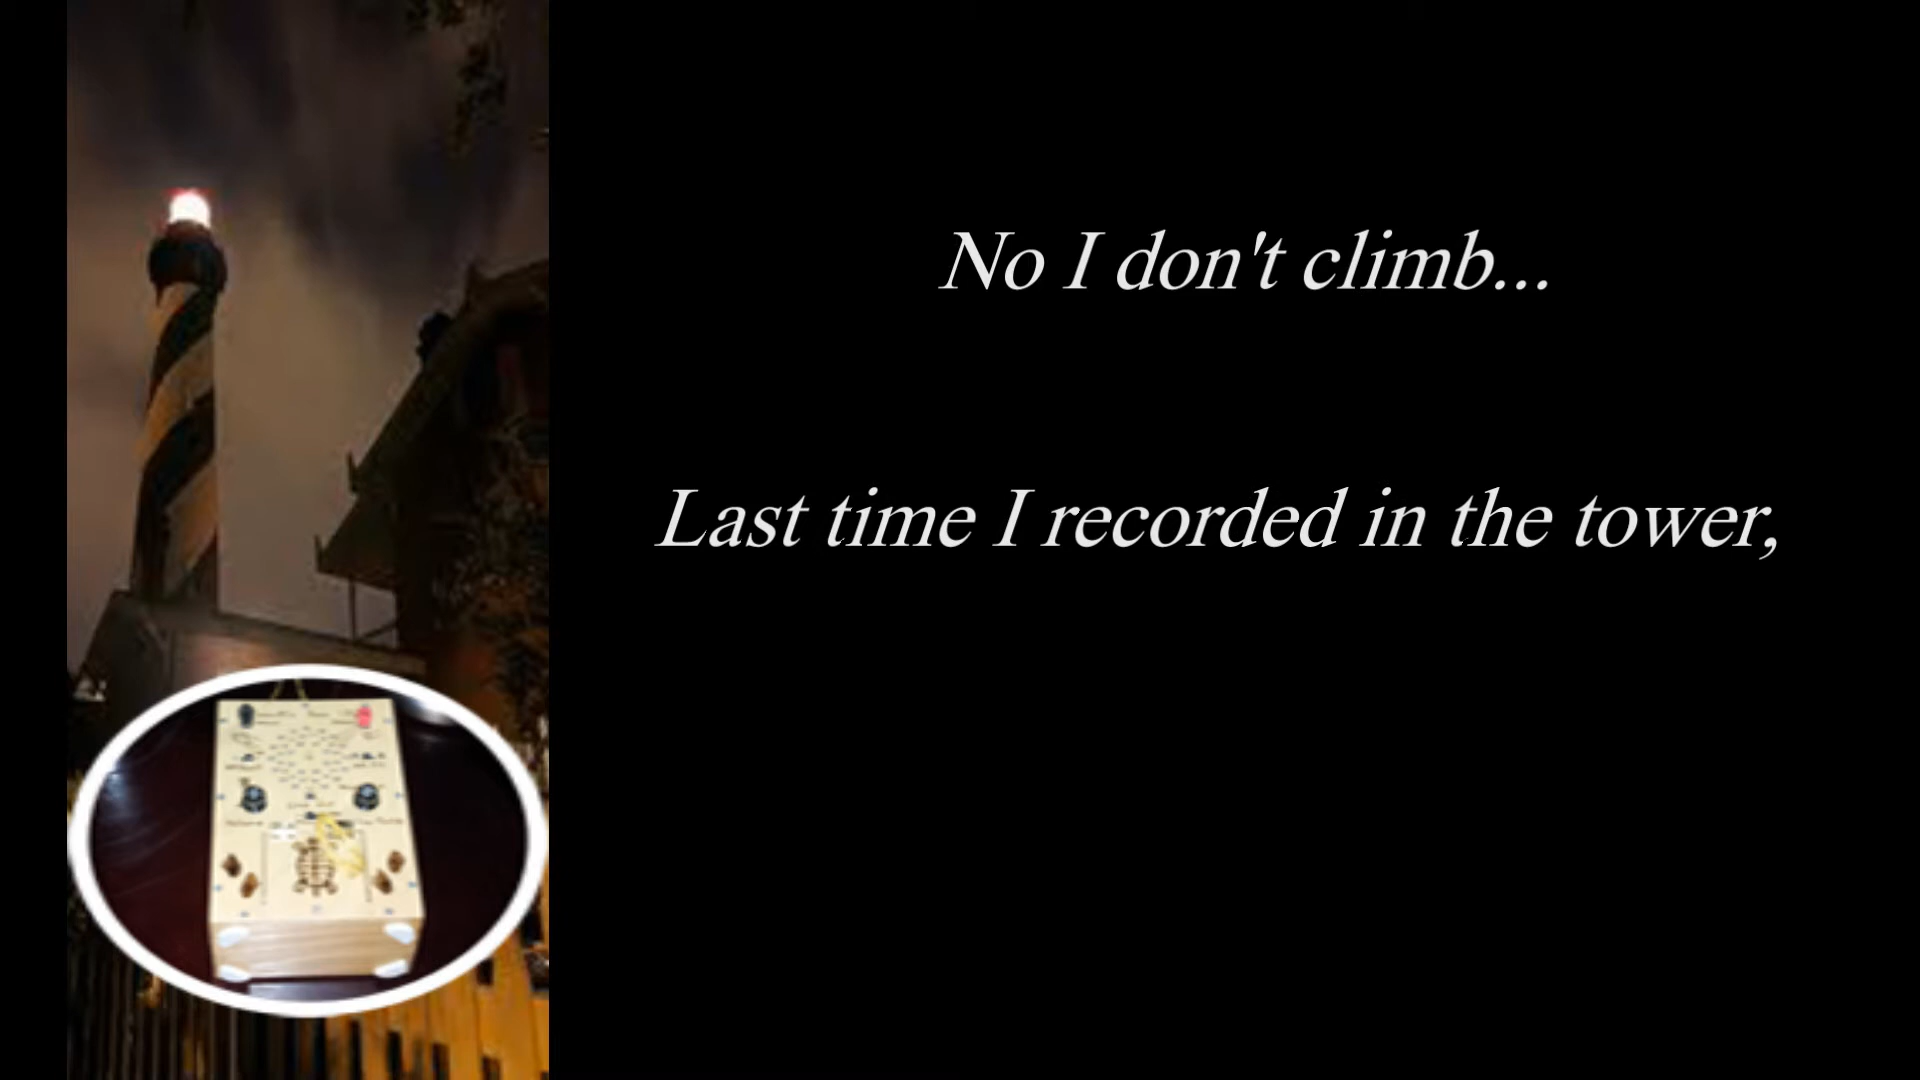 No I don't climb...
Last time I recorded in the tower,